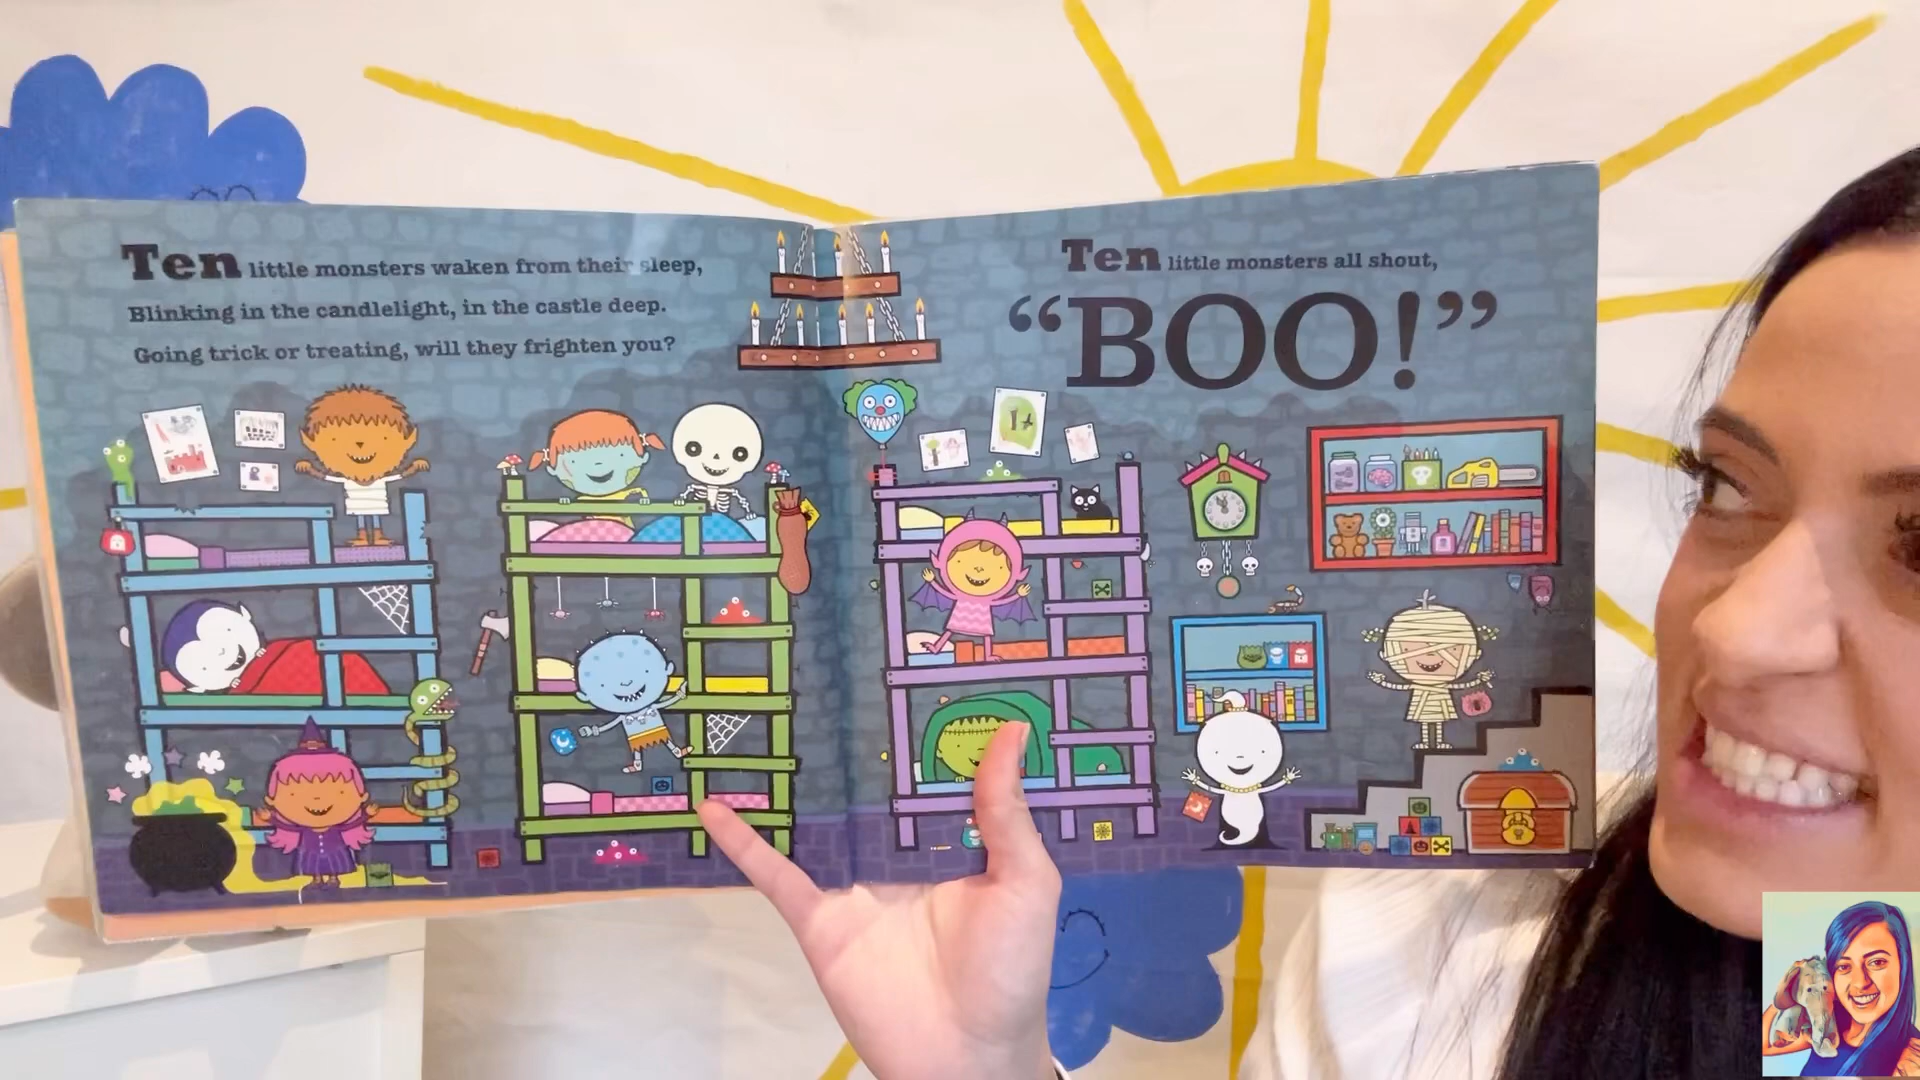 Ten little monsters waken from their sleep,
Blinking in the candlelight, in the castle deep.
Going trick or treating, will they frighten you?
Ten little monsters all shout,
“BOO!”